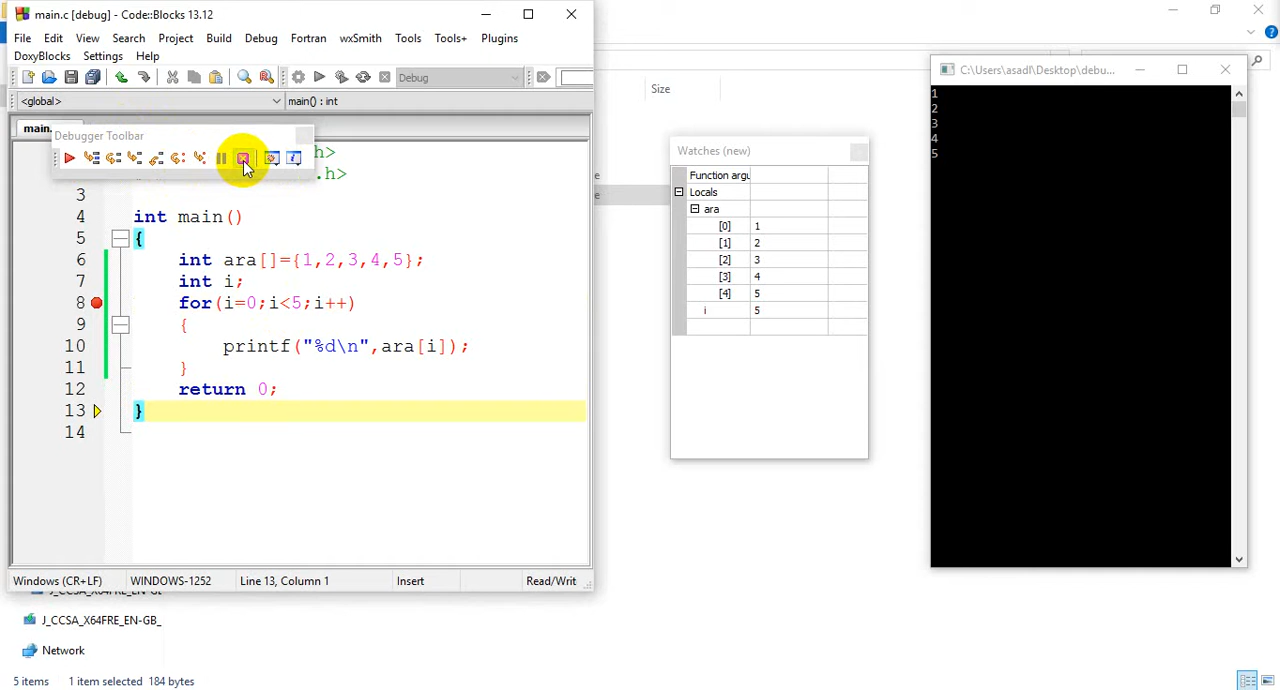 main.c [debug] - Code::Blocks 13.12
File Edit View Search Project Build Debug Fortran wxSmith Tools Tools+ Plugins
DoxyBlocks Settings Help
Debug
<global> main() : int
main.
Debugger Toolbar
h>
.h>
3
4 int main()
5 {
6 int ara[]={1,2,3,4,5};
7 int i;
8 for(i=0;i<5;i++)
9 {
10 printf("%d\n",ara[i]);
11 }
12 return 0;
13 }
14
Windows (CR+LF) WINDOWS-1252 Line 13, Column 1 Insert Read/Writ
J_CCSA_X64FRE_EN-GB_
Network
5 items 1 item selected 184 bytes
Size
e
e
Watches (new)
Function argu
Locals
ara
[0] 1
[1] 2
[2] 3
[3] 4
[4] 5
i 5
C:\Users\asadl\Desktop\debu...
1
2
3
4
5